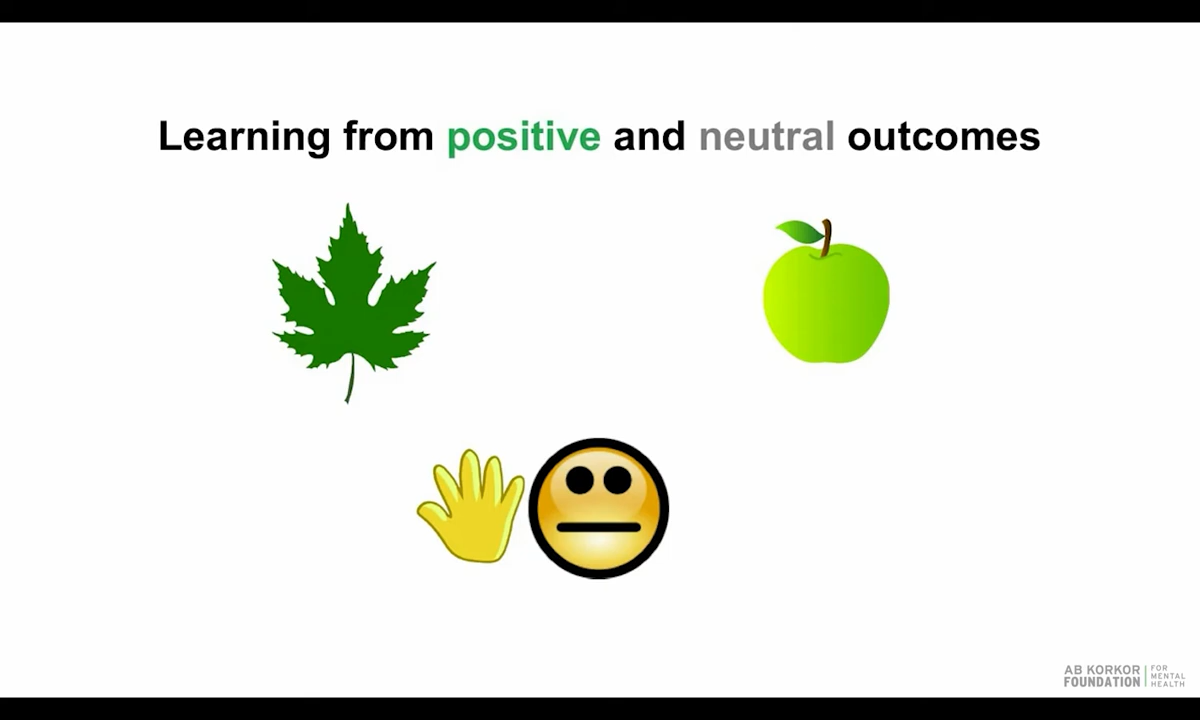 Learning from positive and neutral outcomes
AB KORKOR
FOUNDATION
FOR
MENTAL
HEALTH